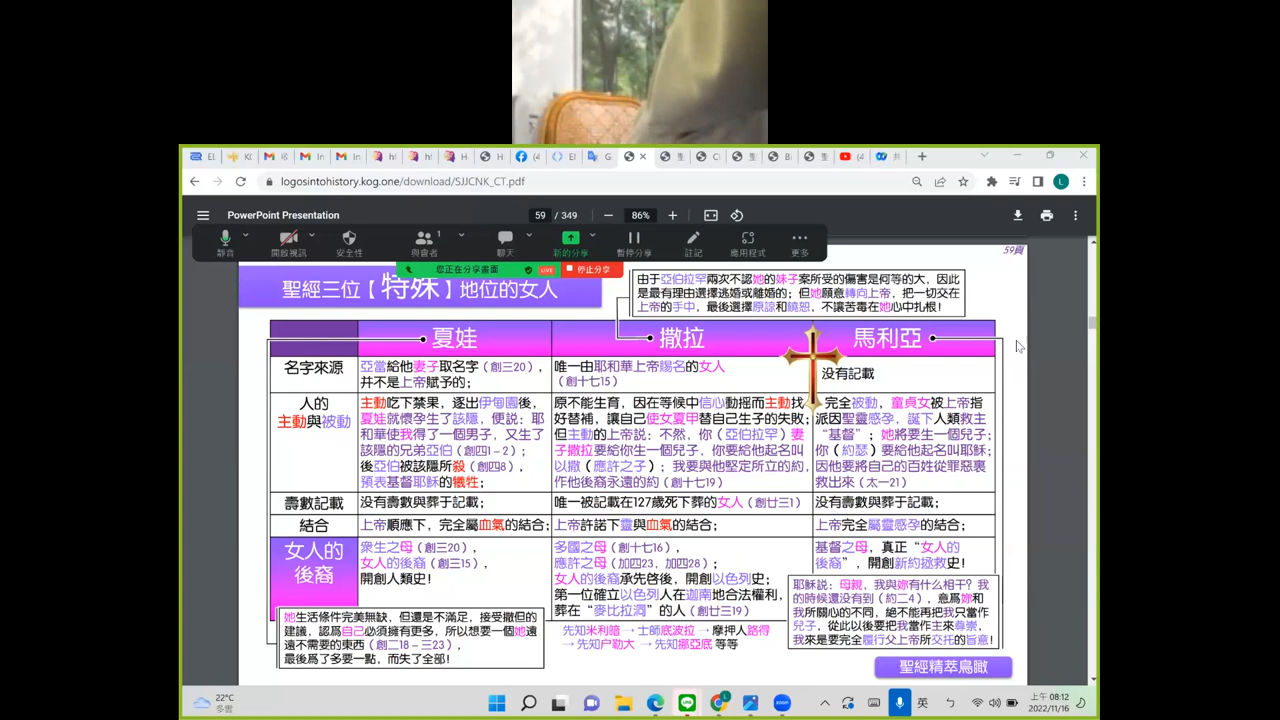 logosintohistory.kog.one/download/SJJCNK_CT.pdf
PowerPoint Presentation
59 / 349
86%
靜音
開啟視訊
安全性
與會者
1
聊天
新的分享
暫停分享
註記
應用程式
更多
您正在分享畫面
LIVE
停止分享
59頁
聖經三位【特殊】地位的女人
由于亞伯拉罕兩次不認她的妹子案所受的傷害是何等的大，因此
是最有理由選擇逃婚或離婚的；但她願意轉向上帝，把一切交在
上帝的手中，最後選擇原諒和饒恕，不讓苦毒在她心中扎根！
夏娃
撒拉
馬利亞
名字來源
亞當給他妻子取名字（創三20），
并不是上帝賦予的；
唯一由耶和華上帝賜名的女人
（創十七15）
没有記載
人的
主動與被動
主動吃下禁果，逐出伊甸園後，
夏娃就懷孕生了該隱，便説：耶
和華使我得了一個男子，又生了
該隱的兄弟亞伯（創四1－2）；
後亞伯被該隱所殺（創四8），
預表基督耶穌的犧牲；
原不能生育，因在等候中信心動摇而主動找
好替補，讓自己使女夏甲替自己生子的失敗；
但主動的上帝説：不然，你（亞伯拉罕）妻
子撒拉要給你生一個兒子，你要給他起名叫
以撒（應許之子）；我要與他堅定所立的約，
作他後裔永遠的約（創十七19）
完全被動，童貞女被上帝指
派因聖靈感孕，誕下人類救主
“基督”；她將要生一個兒子；
你（約瑟）要給他起名叫耶穌；
因他要將自己的百姓從罪惡裏
救出來（太一21）
壽數記載
没有壽數與葬于記載；
唯一被記載在127歲死下葬的女人（創廿三1）
没有壽數與葬于記載；
結合
上帝順應下，完全屬血氣的結合；
上帝許諾下靈與血氣的結合；
上帝完全屬靈感孕的結合；
女人的
後裔
衆生之母（創三20），
女人的後裔（創三15），
開創人類史！
多國之母（創十七16），
應許之母（加四23，加四28）；
女人的後裔承先啓後，開創以色列史；
第一位確立以色列人在迦南地合法權利，
葬在“麥比拉洞”的人（創廿三19）
基督之母，真正“女人的
後裔”，開創新約拯救史！
她生活條件完美無缺，但還是不滿足，接受撒但的
建議，認爲自己必須擁有更多，所以想要一個她遠
遠不需要的東西（創二18－三23），
最後爲了多要一點，而失了全部！
先知米利暗 → 士師底波拉 → 摩押人路得
→ 先知户勒大 → 先知挪亞底 等等
耶穌説：母親，我與妳有什么相干？我
的時候還没有到（約二4），意爲妳和
我所關心的不同，絶不能再把我只當作
兒子，從此以後要把我當作主來尊崇，
我來是要完全履行父上帝所交托的旨意！
聖經精萃鳥瞰
22°C
多雲
英
上午 08:12
2022/11/16